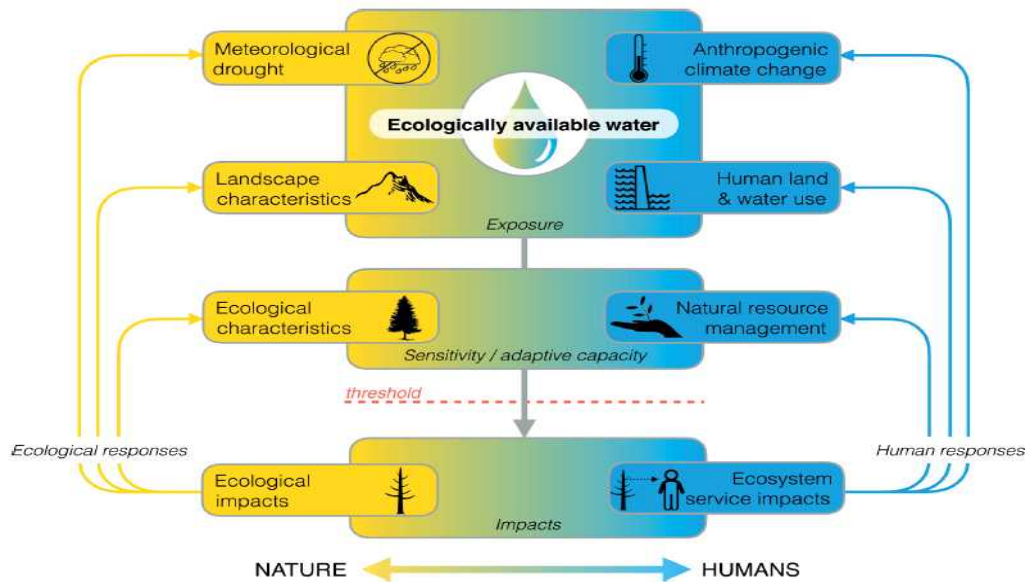 Meteorological
drought
Anthropogenic
climate change
Ecologically available water
Landscape
characteristics
Human land
& water use
Exposure
Ecological
characteristics
Natural resource
management
Sensitivity / adaptive capacity
threshold
Ecological responses
Human responses
Ecological
impacts
Ecosystem
service impacts
Impacts
NATURE
HUMANS